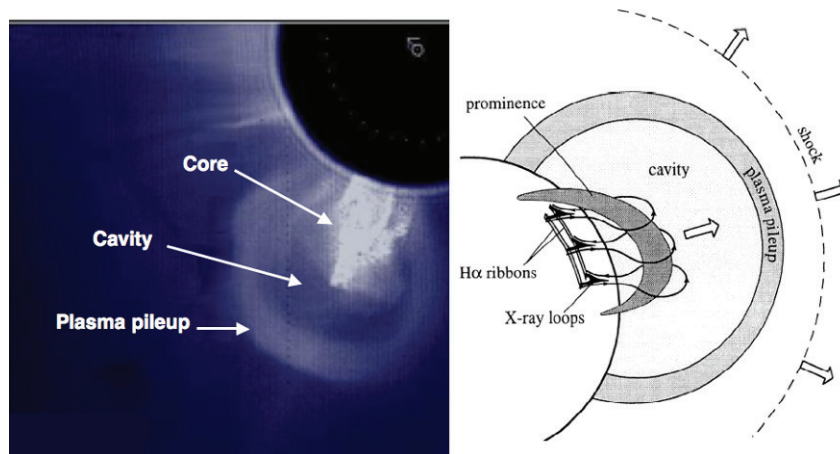 Core
Cavity
Plasma pileup
prominence
cavity
shock
plasma pileup
Hα ribbons
X-ray loops